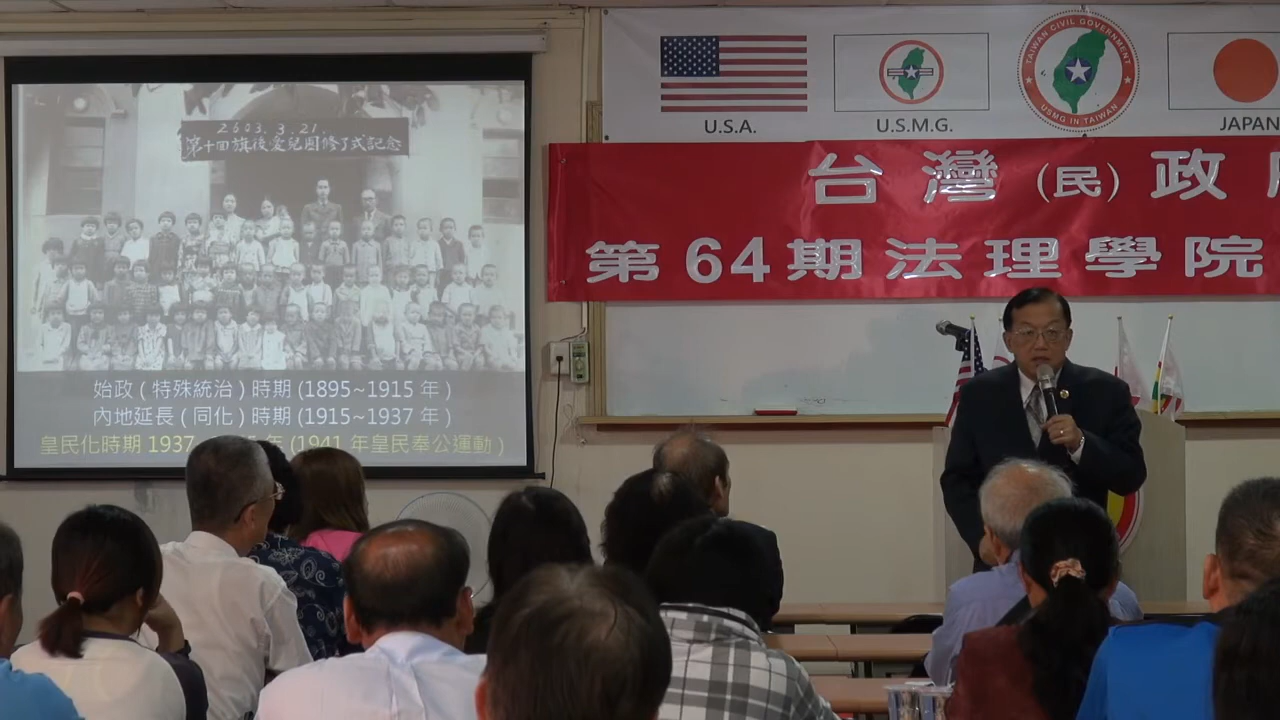 2603.3.21.
第十回旗後愛兒園修了式記念
始政 ( 特殊統治 ) 時期 (1895~1915 年 )
內地延長 ( 同化 ) 時期 (1915~1937 年 )
皇民化時期 1937 年 (1941 年皇民奉公運動 )
U.S.A.
U.S.M.G.
TAIWAN CIVIL GOVERNMENT
USMG IN TAIWAN
JAPAN
台灣(民)政
第64期法理學院